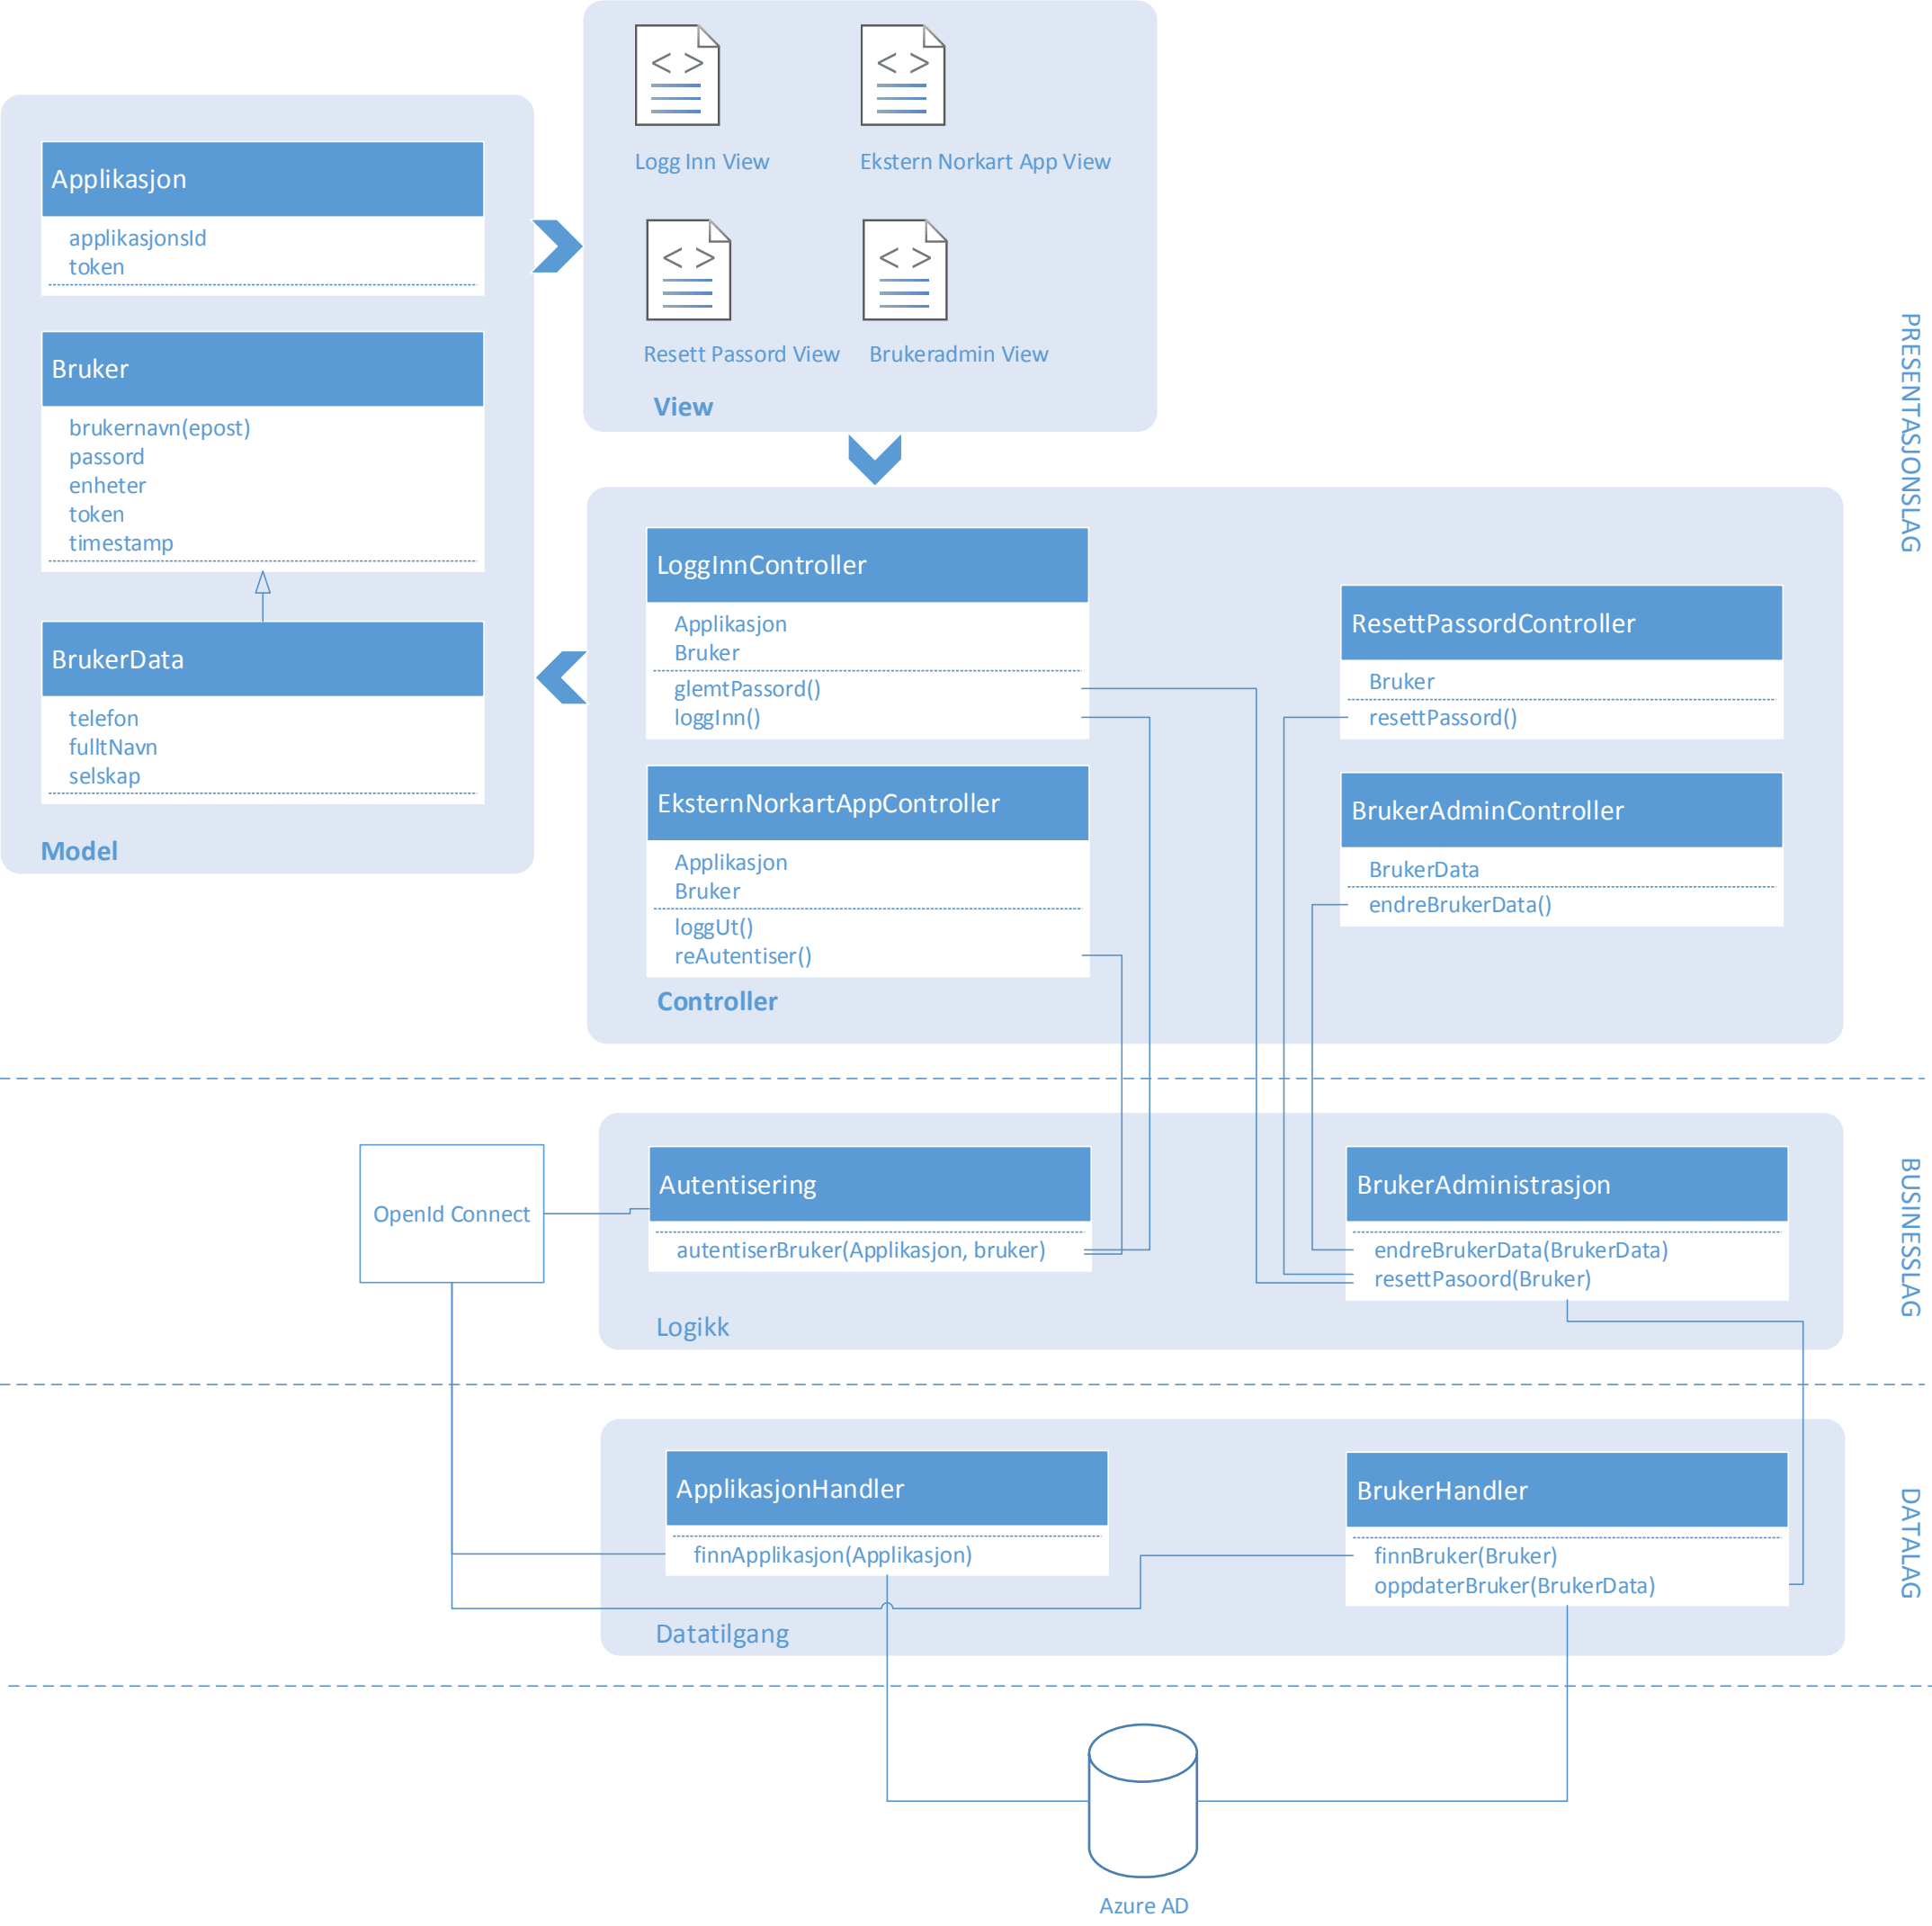 Applikasjon
applikasjonsId
token
Bruker
brukernavn(epost)
passord
enheter
token
timestamp
BrukerData
telefon
fulltNavn
selskap
Model
< >
< >
Logg Inn View
Ekstern Norkart App View
< >
< >
Resett Passord View
Brukeradmin View
View
PRESENTASJONSLAG
LoggInnController
Applikasjon
Bruker
glemtPassord()
loggInn()
ResettPassordController
Bruker
resettPassord()
EksternNorkartAppController
Applikasjon
Bruker
loggUt()
reAutentiser()
BrukerAdminController
BrukerData
endreBrukerData()
Controller
OpenId Connect
Autentisering
autentiserBruker(Applikasjon, bruker)
BrukerAdministrasjon
endreBrukerData(BrukerData)
resettPasoord(Bruker)
Logikk
BUSINESSLAG
ApplikasjonHandler
finnApplikasjon(Applikasjon)
BrukerHandler
finnBruker(Bruker)
oppdaterBruker(BrukerData)
Datatilgang
DATALAG
Azure AD